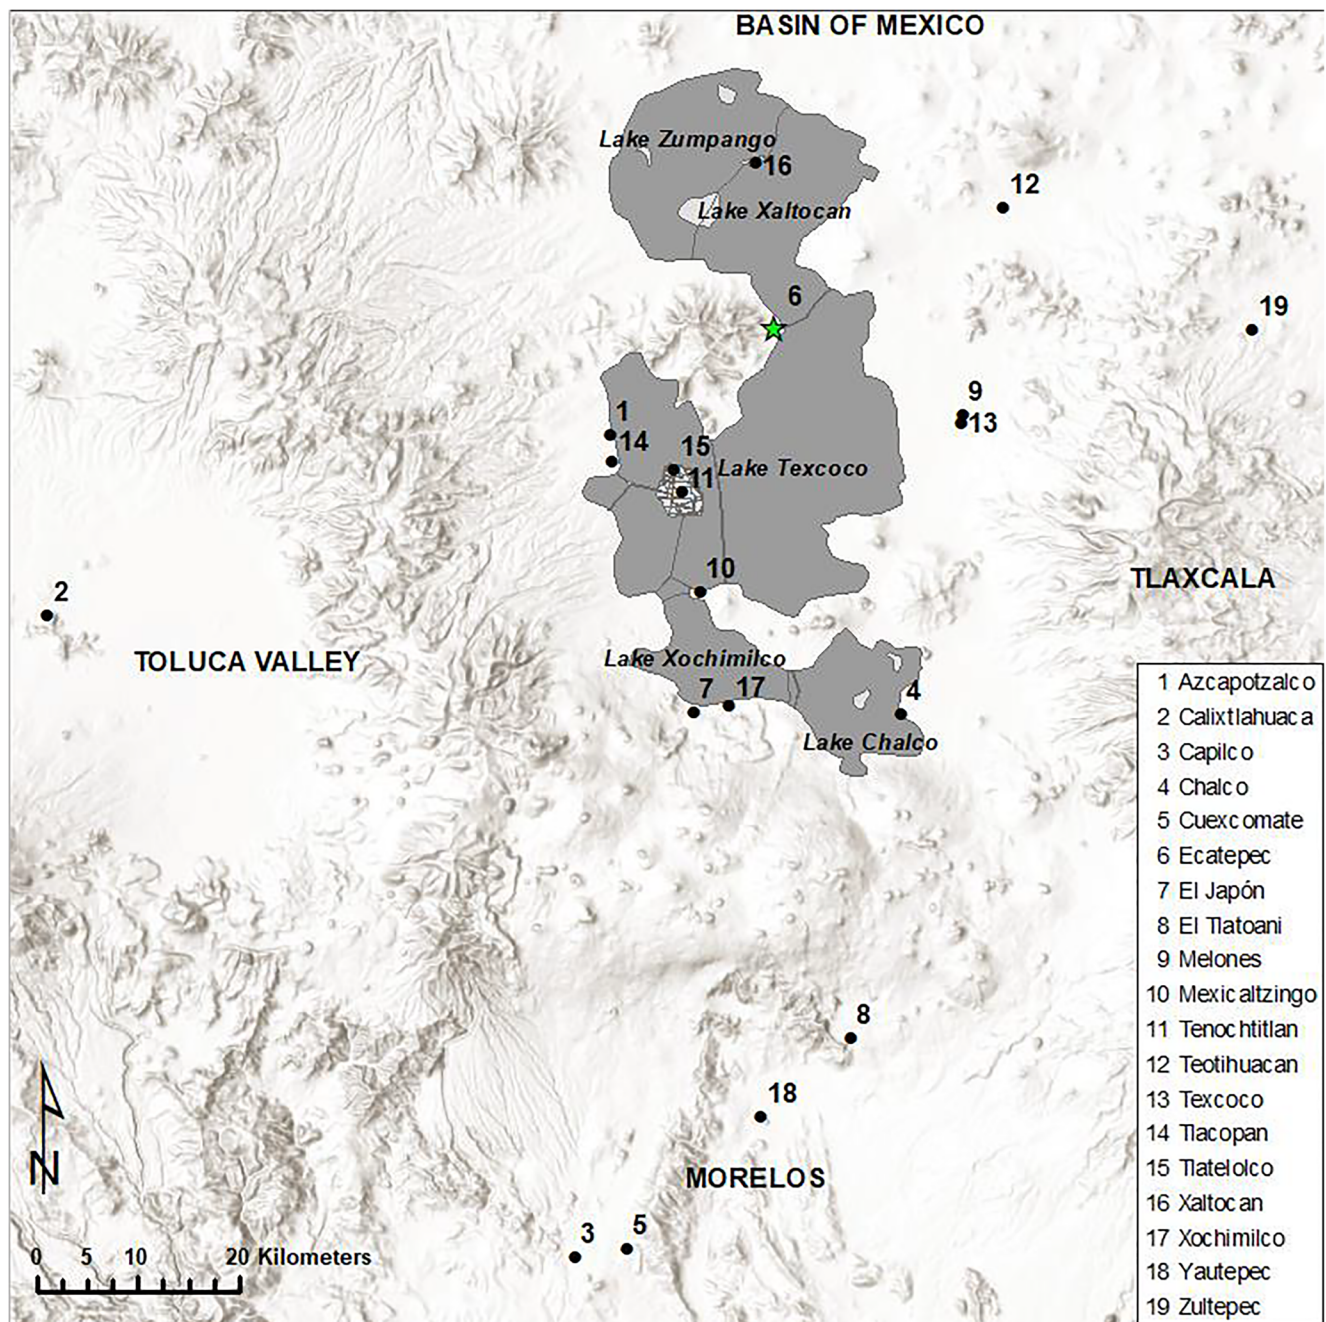 BASIN OF MEXICO
Lake Zumpango
16
12
Lake Xaltocan
6
19
9
13
1
14
15
Lake Texcoco
11
10
TLAXCALA
2
TOLUCA VALLEY
Lake Xochimilco
7
17
4
Lake Chalco
8
18
MORELOS
3
5
N
0 5 10 20 Kilometers
1 Azcapotzalco
2 Calixtlahuaca
3 Capilco
4 Chalco
5 Cuexcomate
6 Ecatepec
7 El Japón
8 El Tlatoani
9 Melones
10 Mexicaltzingo
11 Tenochtitlan
12 Teotihuacan
13 Texcoco
14 Tlacopan
15 Tlatelolco
16 Xaltocan
17 Xochimilco
18 Yautepec
19 Zultepec